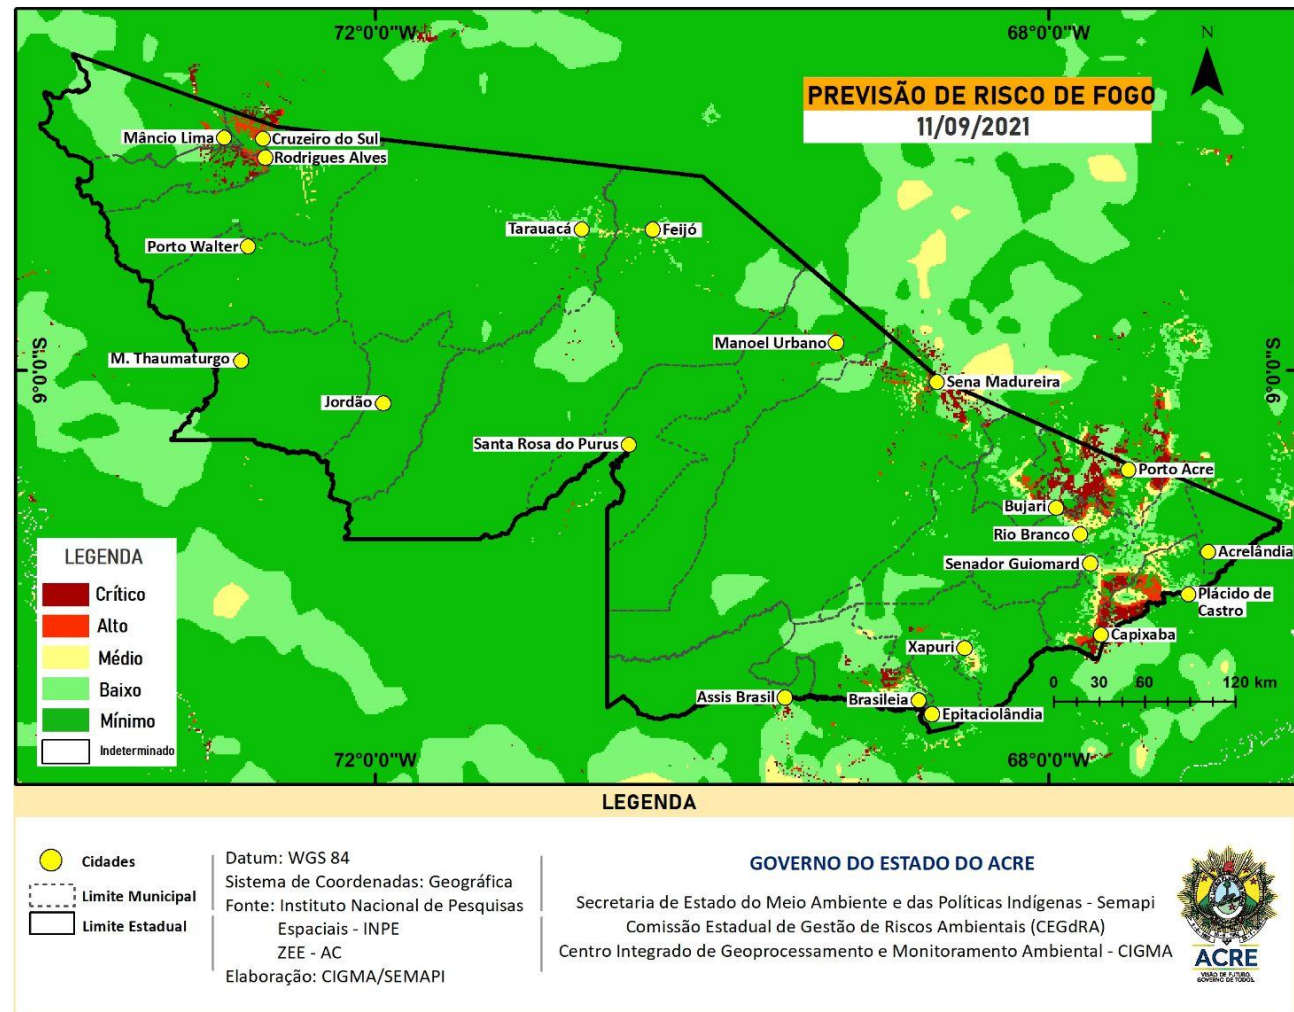 72°0'0"W
68°0'0"W
N
PREVISÃO DE RISCO DE FOGO
11/09/2021
Mâncio Lima
Cruzeiro do Sul
Rodrigues Alves
Tarauacá
Feijó
Porto Walter
Manoel Urbano
M. Thaumaturgo
9°0'0"S
9°0'0"S
Sena Madureira
Jordão
Santa Rosa do Purus
Porto Acre
Bujari
Rio Branco
Acrelândia
Senador Guiomard
Plácido de
Castro
Capixaba
Xapuri
Assis Brasil
Brasileia
Epitaciolândia
0 30 60 120 km
LEGENDA
Crítico
Alto
Médio
Baixo
Mínimo
Indeterminado
72°0'0"W
68°0'0"W
LEGENDA
Cidades
Limite Municipal
Limite Estadual
Datum: WGS 84
Sistema de Coordenadas: Geográfica
Fonte: Instituto Nacional de Pesquisas
Espaciais - INPE
ZEE - AC
Elaboração: CIGMA/SEMAPI
GOVERNO DO ESTADO DO ACRE
Secretaria de Estado do Meio Ambiente e das Políticas Indígenas - Semapi
Comissão Estadual de Gestão de Riscos Ambientais (CEGdRA)
Centro Integrado de Geoprocessamento e Monitoramento Ambiental - CIGMA
ACRE
VISÃO DE FUTURO,
GOVERNO DE TODOS.